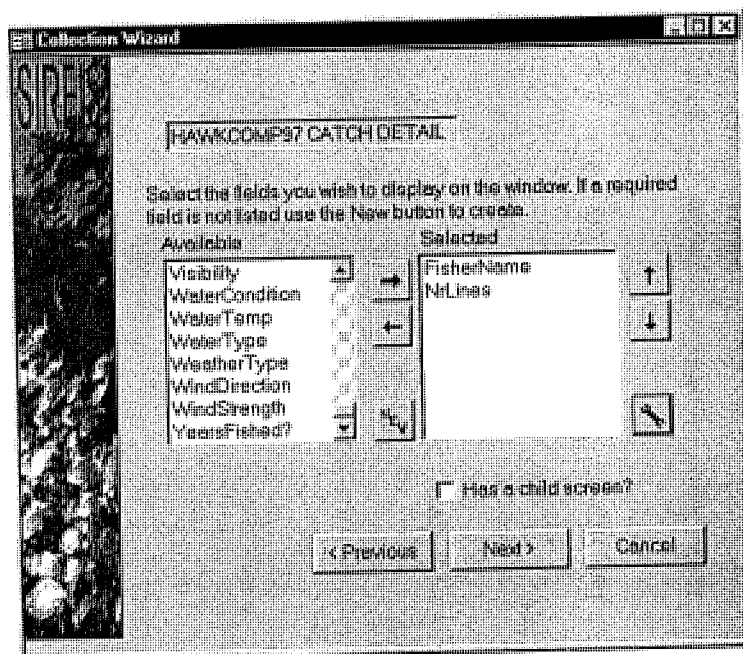 Collection Wizard
HAWKCOMP97 CATCH DETAIL
Select the fields you wish to display on the window. If a required
field is not listed use the New button to create.
Available
Selected
Visibility
WaterCondition
WaterTemp
WaterType
WeatherType
WindDirection
WindStrength
YearsFished?
FisherName
NrLines
NEW
Has a child screen?
< Previous
Next >
Cancel